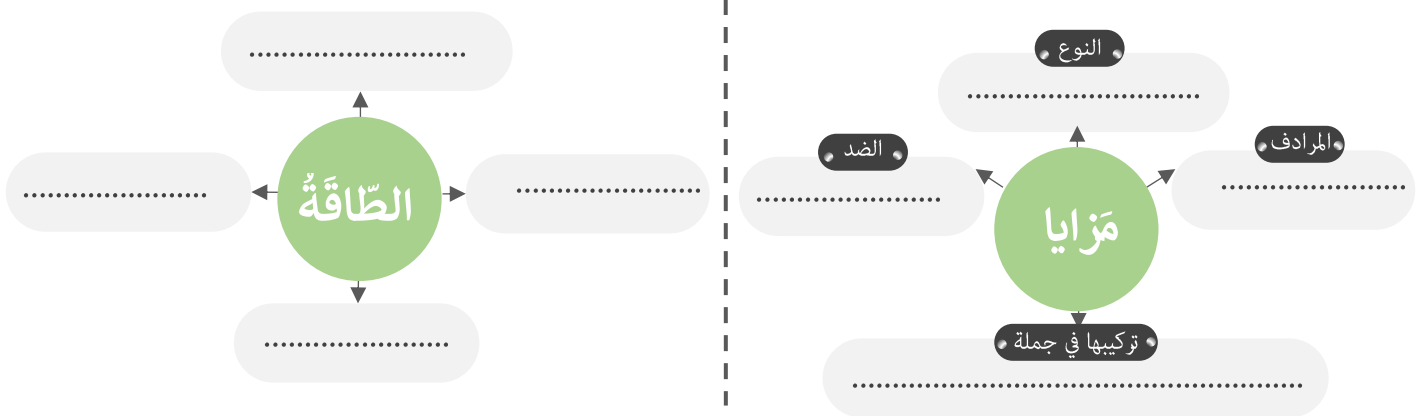 النوع
المرادف
الضد
مَزايا
تركيبها في جملة
الطّاقَةُ